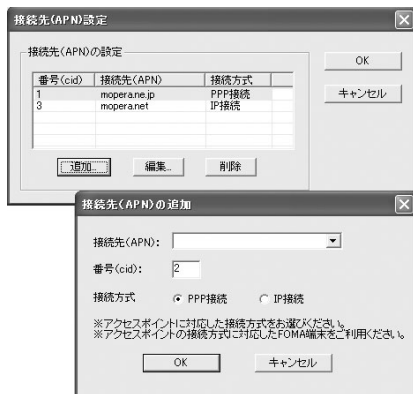 接続先(APN)設定
接続先(APN)の設定
番号(cid) 接続先(APN) 接続方式
1 mopera.ne.jp PPP接続
3 mopera.net IP接続
OK
キャンセル
追加... 編集... 削除
接続先(APN)の追加
接続先(APN):
番号(cid): 2
接続方式 PPP接続 IP接続
※アクセスポイントに対応した接続方式をお選びください。
※アクセスポイントの接続方式に対応したFOMA端末をご利用ください。
OK キャンセル